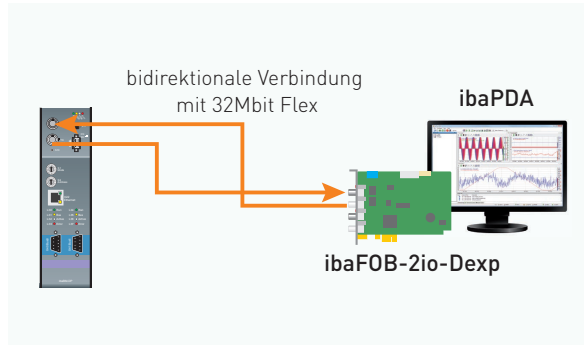 bidirektionale Verbindung
mit 32Mbit Flex
ibaPDA
ibaFOB-2io-Dexp